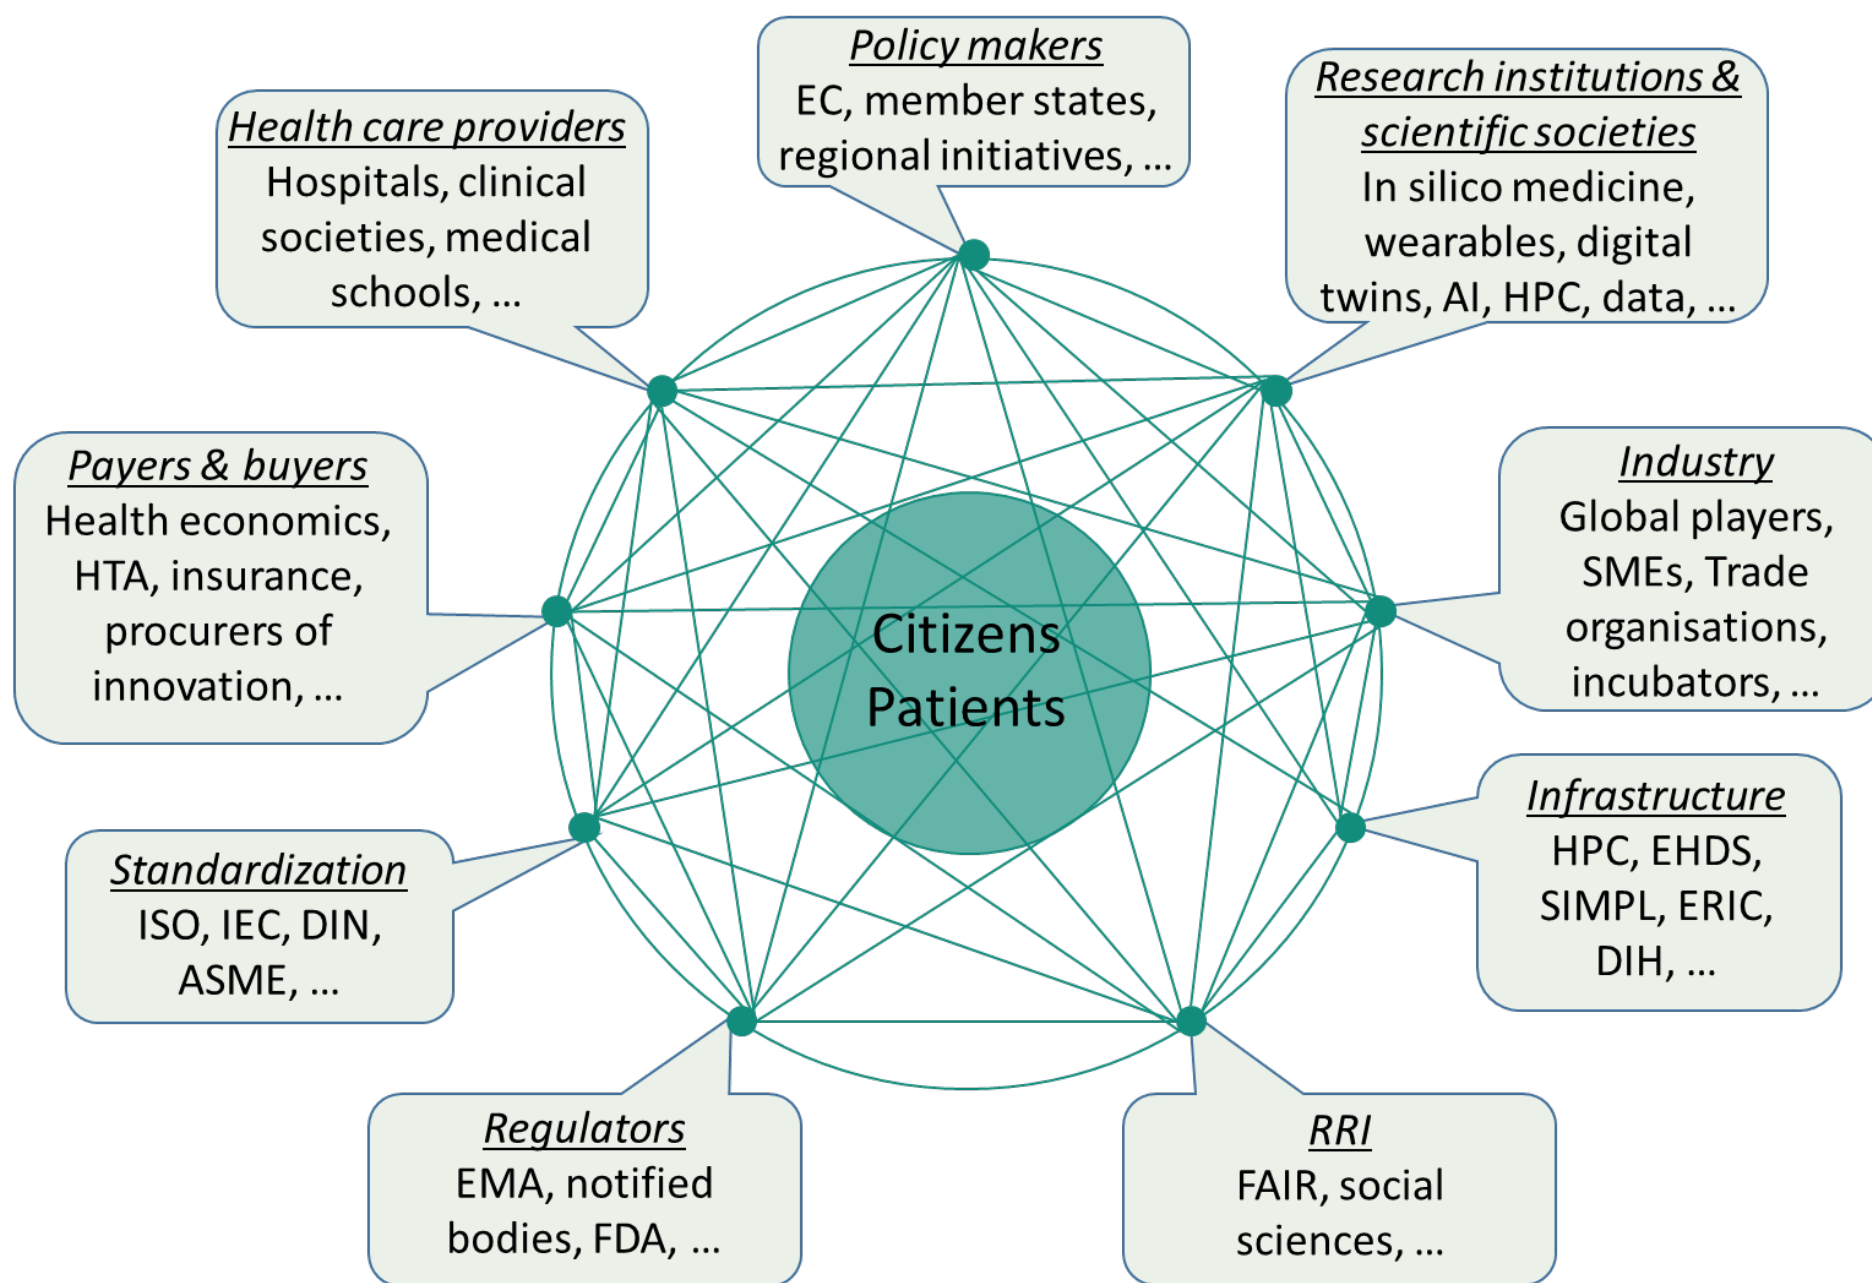 Policy makers
EC, member states,
regional initiatives, ...
Research institutions &
scientific societies
In silico medicine,
wearables, digital
twins, AI, HPC, data, ...
Health care providers
Hospitals, clinical
societies, medical
schools, ...
Payers & buyers
Health economics,
HTA, insurance,
procurers of
innovation, ...
Industry
Global players,
SMEs, Trade
organisations,
incubators, ...
Citizens
Patients
Infrastructure
HPC, EHDS,
SIMPL, ERIC,
DIH, ...
Standardization
ISO, IEC, DIN,
ASME, ...
Regulators
EMA, notified
bodies, FDA, ...
RRI
FAIR, social
sciences, ...